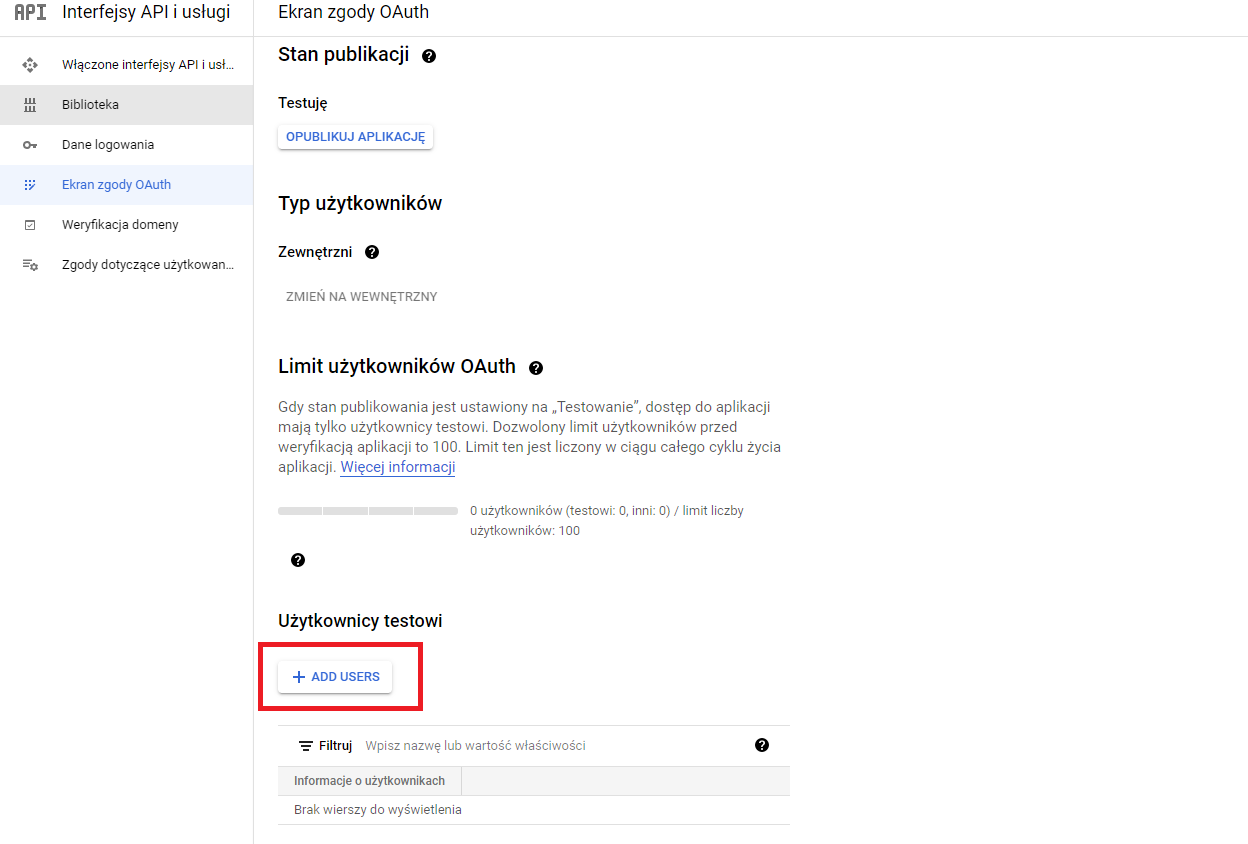 API Interfejsy API i usługi
Ekran zgody OAuth
Włączone interfejsy API i usł...
Biblioteka
Dane logowania
Ekran zgody OAuth
Weryfikacja domeny
Zgody dotyczące użytkowan...
Stan publikacji
Testuję
OPUBLIKUJ APLIKACJĘ
Typ użytkowników
Zewnętrzni
ZMIEŃ NA WEWNĘTRZNY
Limit użytkowników OAuth
Gdy stan publikowania jest ustawiony na „Testowanie”, dostęp do aplikacji
mają tylko użytkownicy testowi. Dozwolony limit użytkowników przed
weryfikacją aplikacji to 100. Limit ten jest liczony w ciągu całego cyklu życia
aplikacji. Więcej informacji
0 użytkowników (testowi: 0, inni: 0) / limit liczby
użytkowników: 100
Użytkownicy testowi
+ ADD USERS
Filtruj Wpisz nazwę lub wartość właściwości
Informacje o użytkownikach
Brak wierszy do wyświetlenia